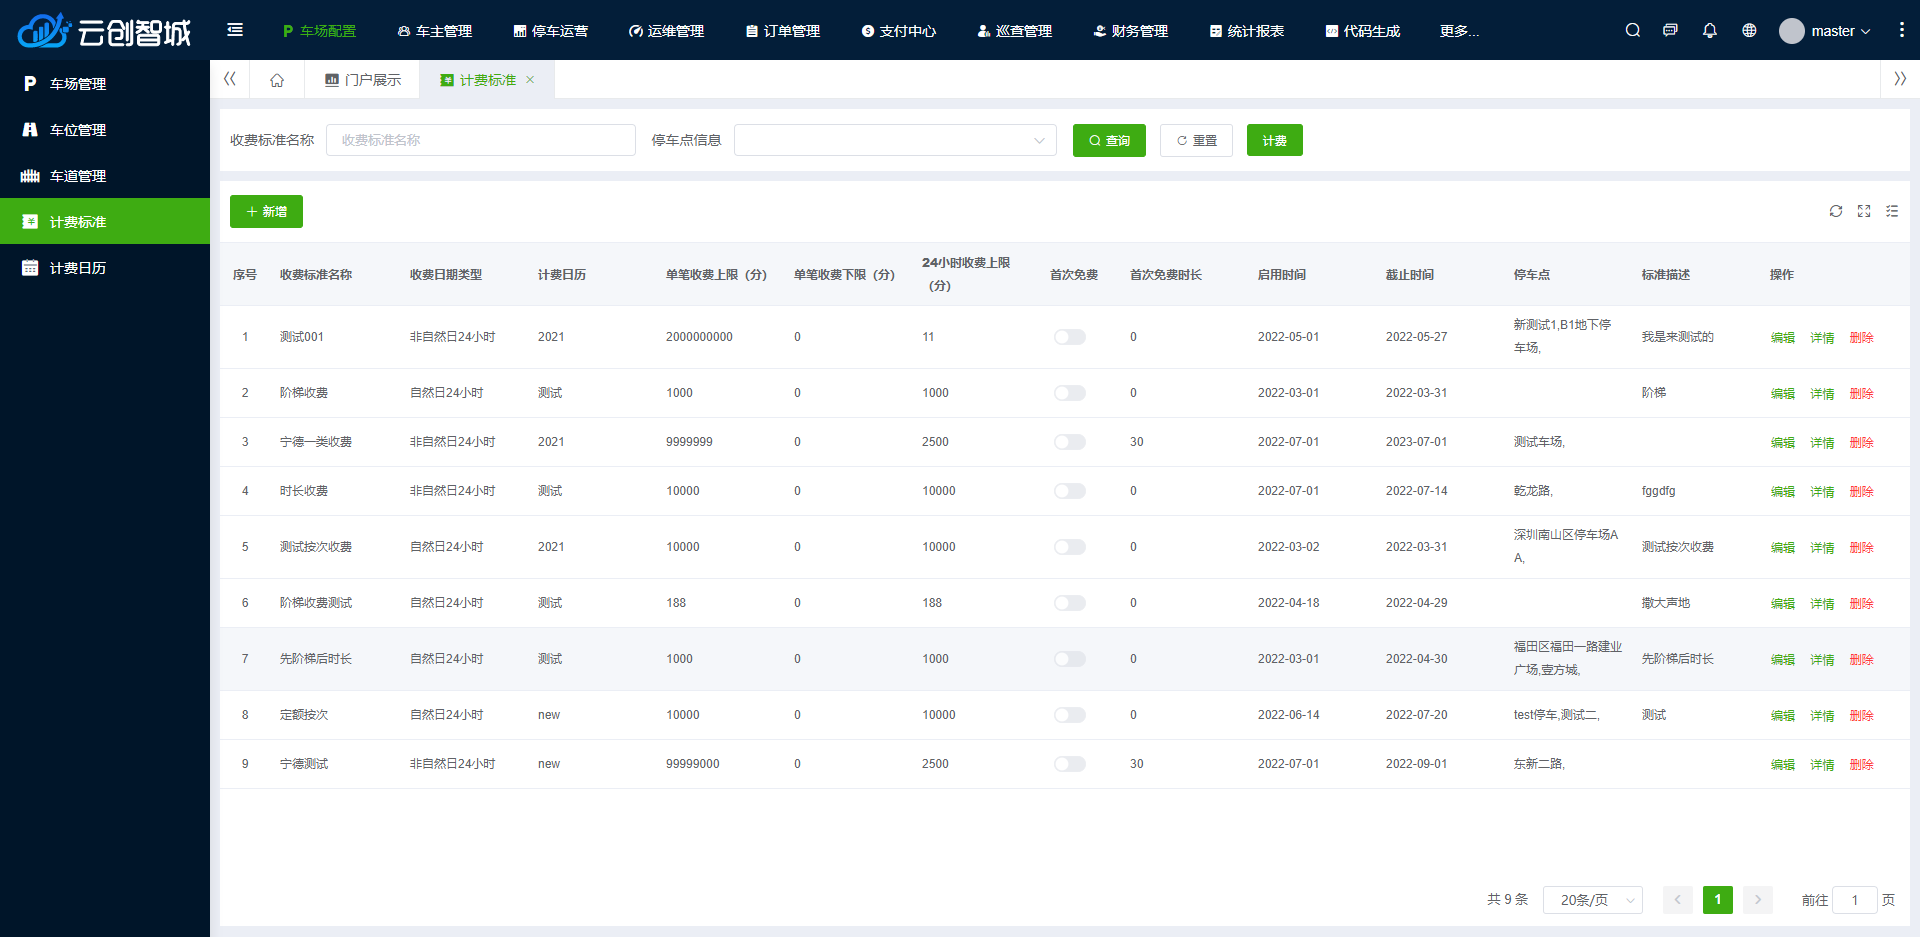 云创智城
车场配置 车主管理 停车运营 运维管理 订单管理 支付中心 巡查管理 财务管理 统计报表 代码生成 更多... master
车场管理
车位管理
车道管理
计费标准
计费日历
门户展示 计费标准
收费标准名称 收费标准名称 停车点信息 查询 重置 计费
新增
序号 收费标准名称 收费日期类型 计费日历 单笔收费上限（分） 单笔收费下限（分） 24小时收费上限（分） 首次免费 首次免费时长 启用时间 截止时间 停车点 标准描述 操作
1 测试001 非自然日24小时 2021 2000000000 0 11 0 2022-05-01 2022-05-27 新测试1,B1地下停车场, 我是来测试的 编辑 详情 删除
2 阶梯收费 自然日24小时 测试 1000 0 1000 0 2022-03-01 2022-03-31 阶梯 编辑 详情 删除
3 宁德一类收费 非自然日24小时 2021 9999999 0 2500 30 2022-07-01 2023-07-01 测试车场, 编辑 详情 删除
4 时长收费 非自然日24小时 测试 10000 0 10000 0 2022-07-01 2022-07-14 乾龙路, fggdfg 编辑 详情 删除
5 测试按次收费 自然日24小时 2021 10000 0 10000 0 2022-03-02 2022-03-31 深圳南山区停车场AA, 测试按次收费 编辑 详情 删除
6 阶梯收费测试 自然日24小时 测试 188 0 188 0 2022-04-18 2022-04-29 撒大声地 编辑 详情 删除
7 先阶梯后时长 自然日24小时 测试 1000 0 1000 0 2022-03-01 2022-04-30 福田区福田一路建业广场,壹方城, 先阶梯后时长 编辑 详情 删除
8 定额按次 自然日24小时 new 10000 0 10000 0 2022-06-14 2022-07-20 test停车,测试二, 测试 编辑 详情 删除
9 宁德测试 非自然日24小时 new 99999000 0 2500 30 2022-07-01 2022-09-01 东新二路, 编辑 详情 删除
共 9 条 20条/页 1 前往 1 页